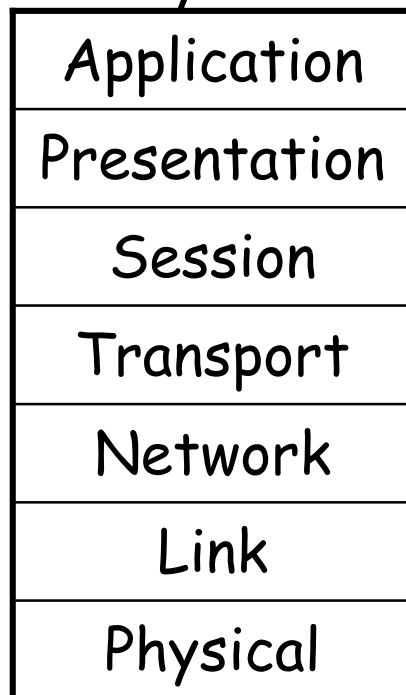 Application
Presentation
Session
Transport
Network
Link
Physical